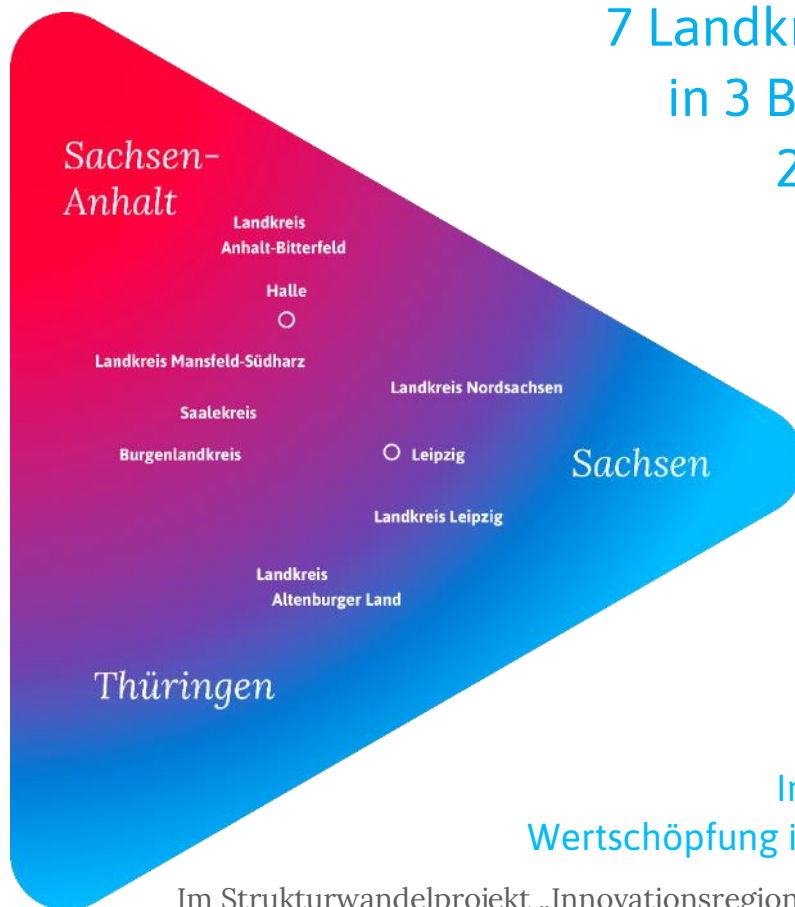 7 Landkr
in 3 B
2
Sachsen-
Anhalt
Landkreis
Anhalt-Bitterfeld
Halle
Landkreis Mansfeld-Südharz
Landkreis Nordsachsen
Saalekreis
Burgenlandkreis
Leipzig
Sachsen
Landkreis Leipzig
Landkreis
Altenburger Land
Thüringen
In
Wertschöpfung i
Im Strukturwandelprojekt „Innovationsregion